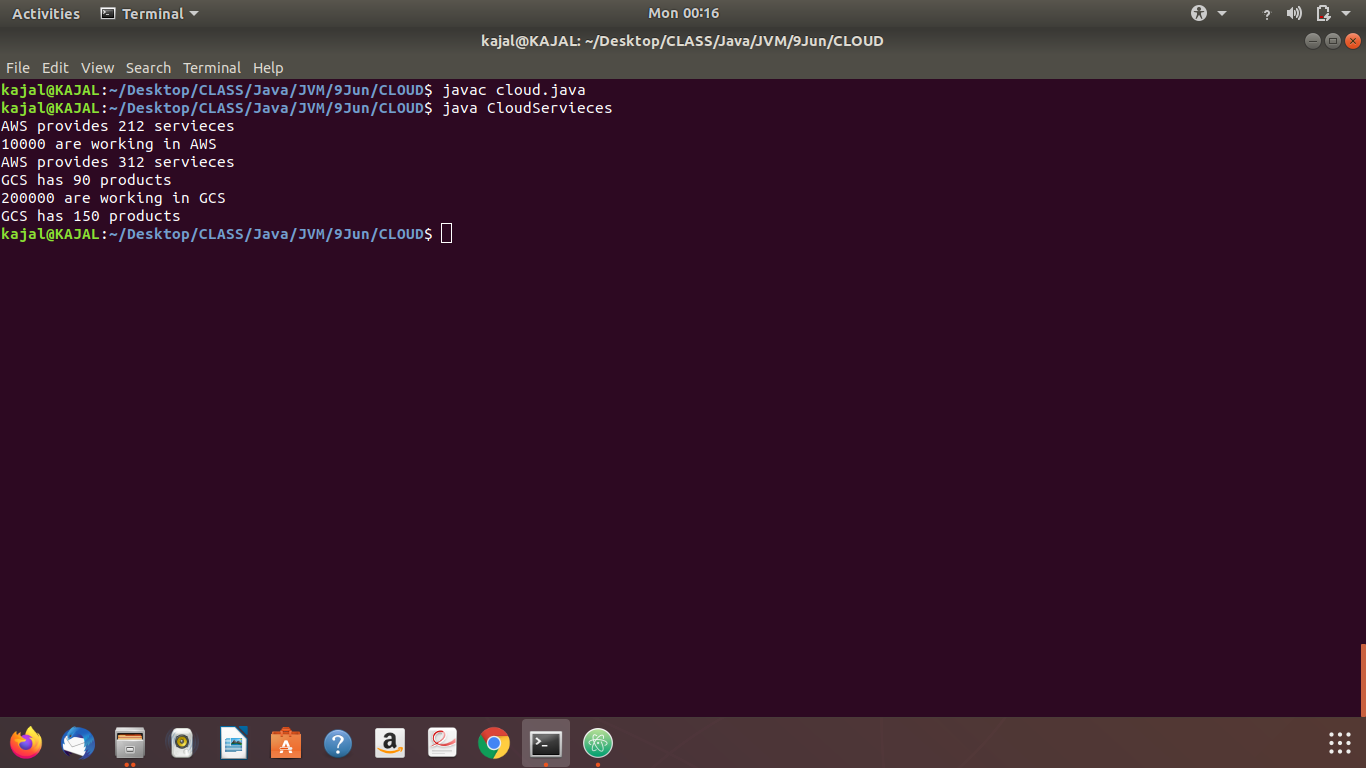 Activities Terminal Mon 00:16 ?
kajal@KAJAL: ~/Desktop/CLASS/Java/JVM/9Jun/CLOUD
File Edit View Search Terminal Help
kajal@KAJAL:~/Desktop/CLASS/Java/JVM/9Jun/CLOUD$ javac cloud.java
kajal@KAJAL:~/Desktop/CLASS/Java/JVM/9Jun/CLOUD$ java CloudServieces
AWS provides 212 servieces
10000 are working in AWS
AWS provides 312 servieces
GCS has 90 products
200000 are working in GCS
GCS has 150 products
kajal@KAJAL:~/Desktop/CLASS/Java/JVM/9Jun/CLOUD$